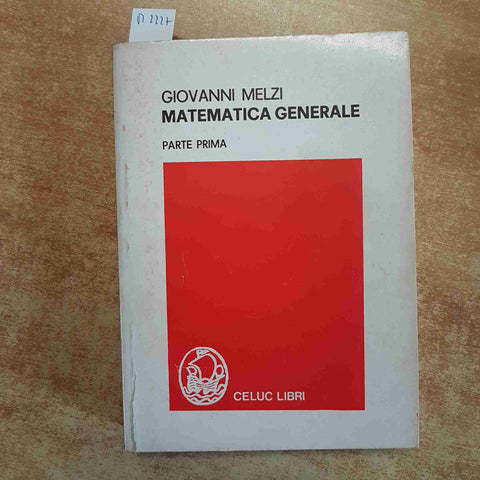 GIOVANNI MELZI
MATEMATICA GENERALE
PARTE PRIMA
CELUC LIBRI